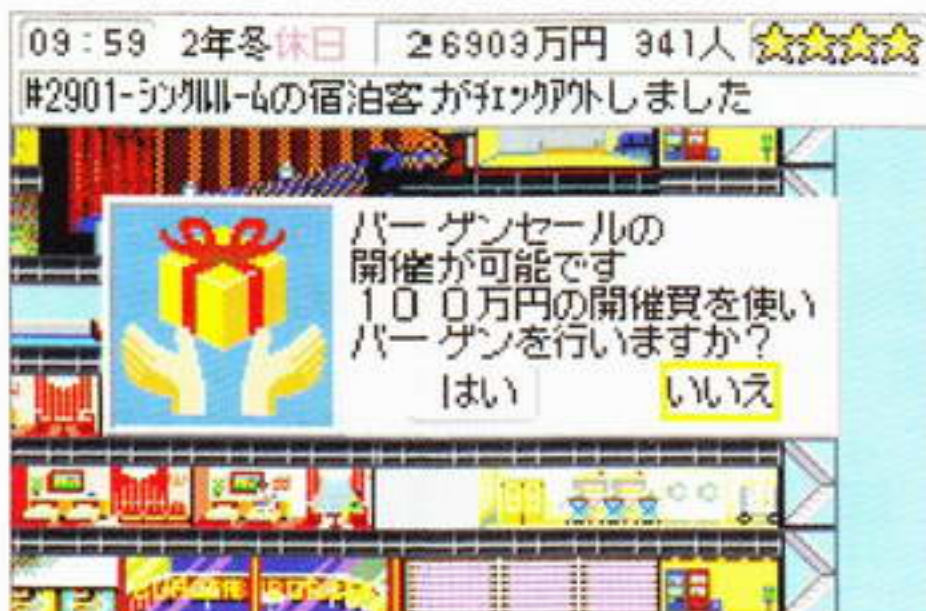 09:59 2年冬休日 26903万円 341人
#2901-シングルルームの宿泊客がチェックアウトしました
バーゲンセールの
開催が可能です
100万円の開催買を使い
バーゲンを行いますか?
はい いいえ